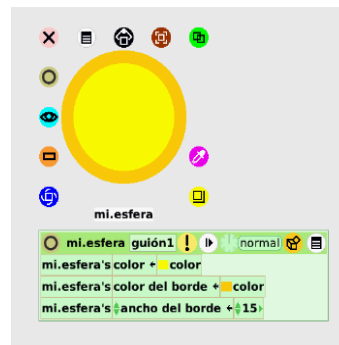 mi.esfera
mi.esfera guión1 ! normal
mi.esfera's color color
mi.esfera's color del borde color
mi.esfera's ancho del borde 15